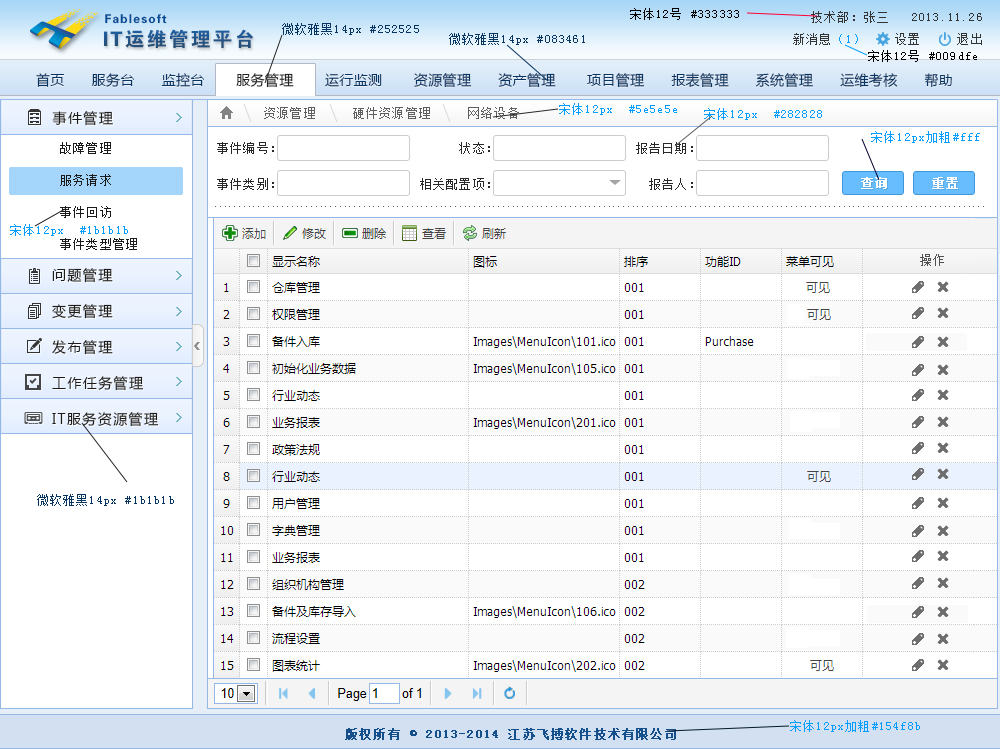 Fablesoft
IT运维管理平台
微软雅黑14px #252525
微软雅黑14px #083461
宋体12号 #333333
技术部：张三 2013.11.26
新消息（1） 设置 退出
宋体12号 #009dfe
首页 服务台 监控台 服务管理 运行监测 资源管理 资产管理 项目管理 报表管理 系统管理 运维考核 帮助
事件管理
故障管理
服务请求
事件回访
宋体12px #1b1b1b
事件类型管理
问题管理
变更管理
发布管理
工作任务管理
IT服务资源管理
微软雅黑14px #1b1b1b
资源管理 硬件资源管理 网络设备
宋体12px #5e5e5e
宋体12px #282828
宋体12px加粗#fff
事件编号： 状态： 报告日期：
事件类别： 相关配置项： 报告人： 查询 重置
添加 修改 删除 查看 刷新
显示名称 图标 排序 功能ID 菜单可见 操作
1 仓库管理 001 可见
2 权限管理 001 可见
3 备件入库 Images\MenuIcon\101.ico 001 Purchase
4 初始化业务数据 Images\MenuIcon\105.ico 001
5 行业动态 001
6 业务报表 Images\MenuIcon\201.ico 001
7 政策法规 001
8 行业动态 001 可见
9 用户管理 001
10 字典管理 001
11 业务报表 001
12 组织机构管理 002
13 备件及库存导入 Images\MenuIcon\106.ico 002
14 流程设置 002
15 图表统计 Images\MenuIcon\202.ico 002 可见
10 Page 1 of 1
版权所有 © 2013-2014 江苏飞搏软件技术有限公司
宋体12px加粗#154f8b